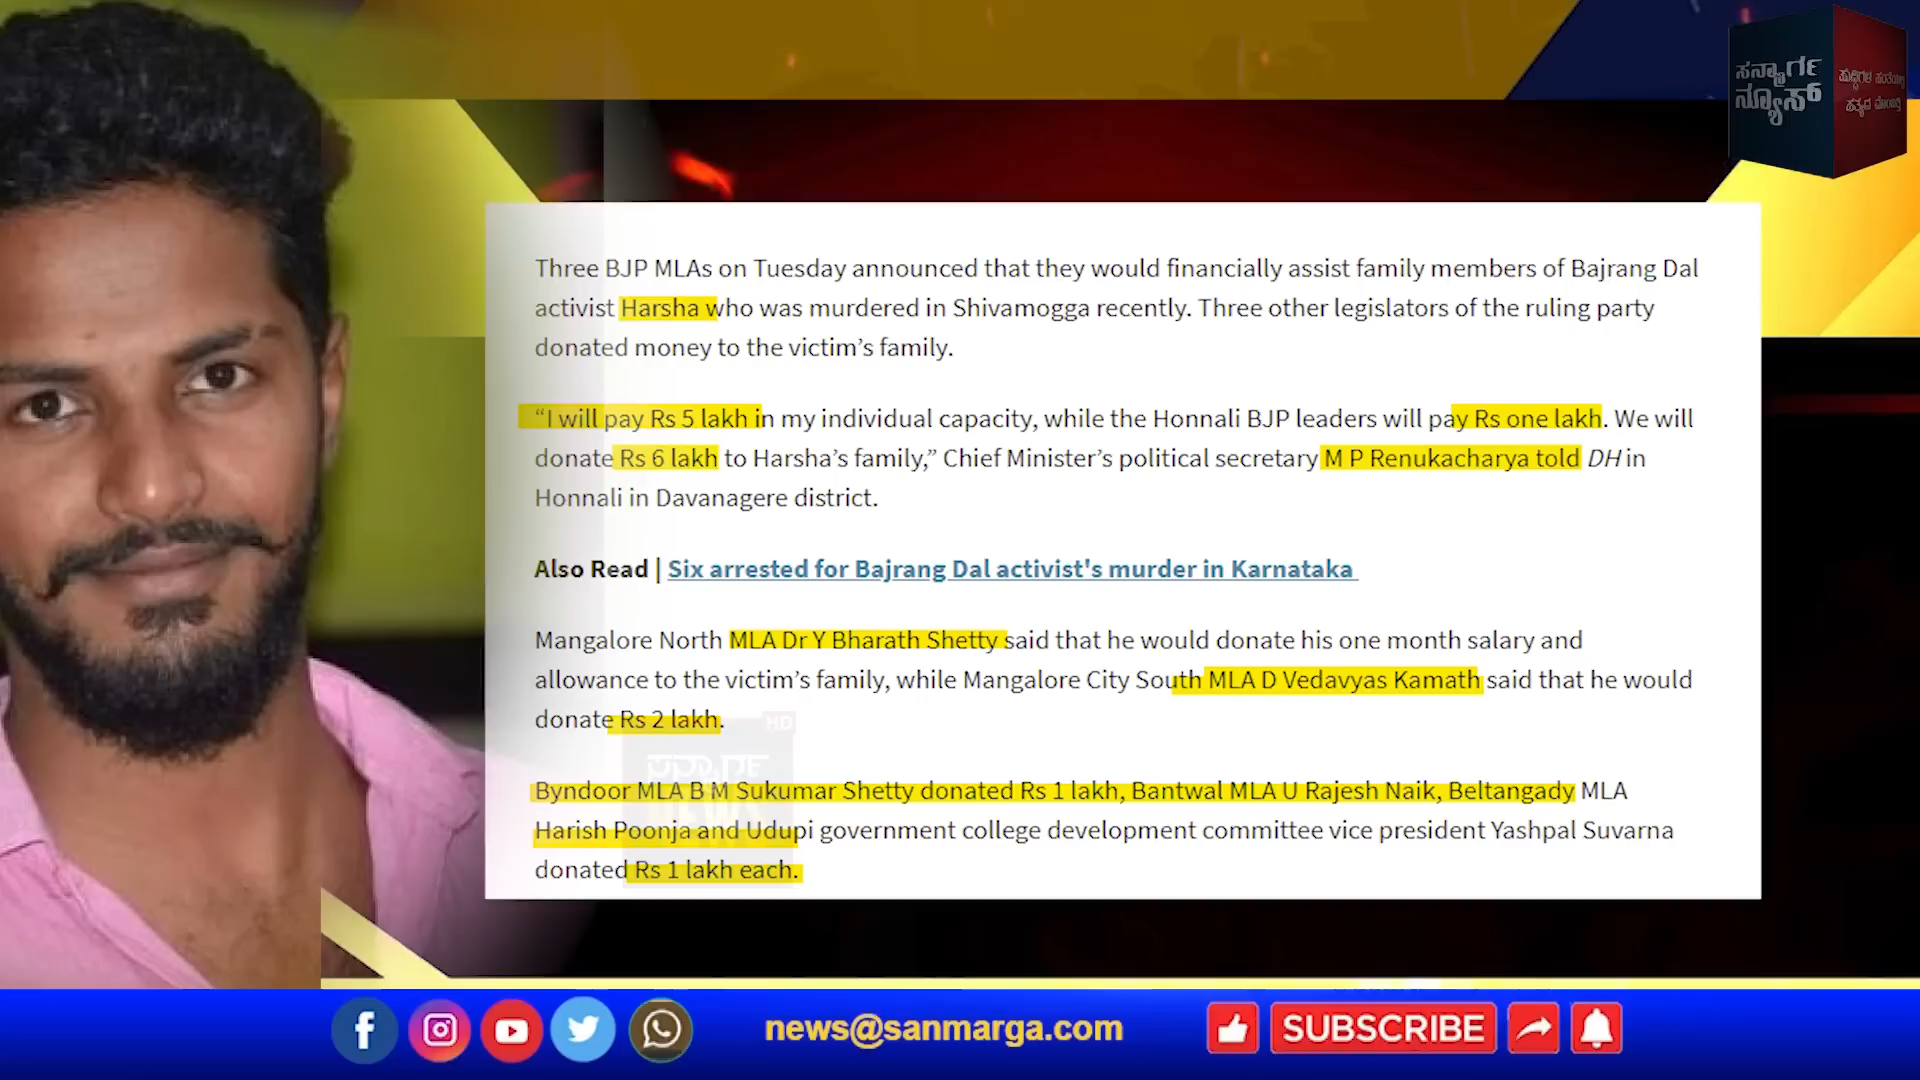 ಸನ್ಮಾರ್ಗ
ನ್ಯೂಸ್
Three BJP MLAs on Tuesday announced that they would financially assist family members of Bajrang Dal
activist Harsha who was murdered in Shivamogga recently. Three other legislators of the ruling party
donated money to the victim’s family.
“I will pay Rs 5 lakh in my individual capacity, while the Honnali BJP leaders will pay Rs one lakh. We will
donate Rs 6 lakh to Harsha’s family,” Chief Minister’s political secretary M P Renukacharya told DH in
Honnali in Davanagere district.
Also Read | Six arrested for Bajrang Dal activist's murder in Karnataka
Mangalore North MLA Dr Y Bharath Shetty said that he would donate his one month salary and
allowance to the victim’s family, while Mangalore City South MLA D Vedavyas Kamath said that he would
donate Rs 2 lakh.
HD
NEWS
Byndoor MLA B M Sukumar Shetty donated Rs 1 lakh, Bantwal MLA U Rajesh Naik, Beltangady MLA
Harish Poonja and Udupi government college development committee vice president Yashpal Suvarna
donated Rs 1 lakh each.
news@sanmarga.com
SUBSCRIBE